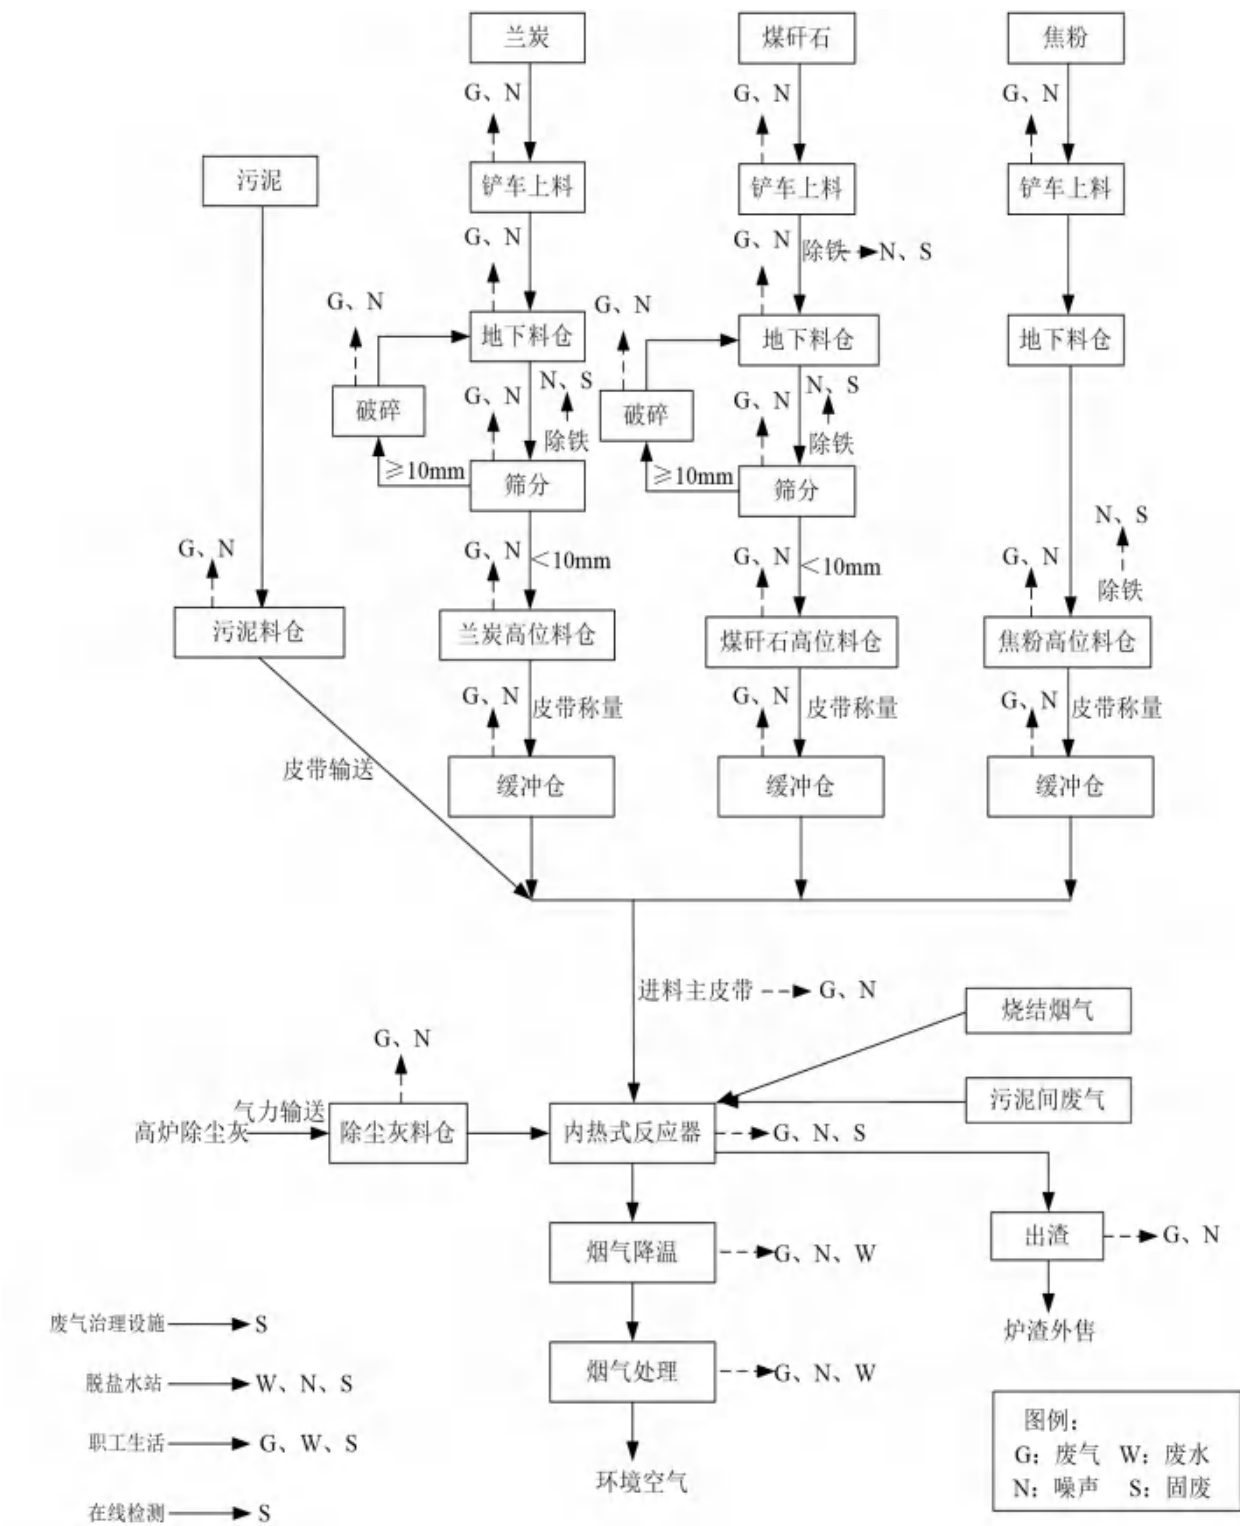 兰炭
煤矸石
焦粉
G、N
G、N
G、N
污泥
铲车上料
铲车上料
铲车上料
G、N
G、N
除铁
N、S
G、N
G、N
地下料仓
地下料仓
地下料仓
破碎
G、N
N、S
除铁
破碎
G、N
N、S
除铁
≥10mm
筛分
≥10mm
筛分
N、S
除铁
G、N
G、N
<10mm
G、N
<10mm
G、N
污泥料仓
兰炭高位料仓
煤矸石高位料仓
焦粉高位料仓
G、N
皮带称量
G、N
皮带称量
G、N
皮带称量
皮带输送
缓冲仓
缓冲仓
缓冲仓
进料主皮带
G、N
烧结烟气
G、N
污泥间废气
高炉除尘灰
气力输送
除尘灰料仓
内热式反应器
G、N、S
烟气降温
G、N、W
出渣
G、N
废气治理设施
S
炉渣外售
脱盐水站
W、N、S
烟气处理
G、N、W
职工生活
G、W、S
环境空气
在线检测
S
图例：
G：废气 W：废水
N：噪声 S：固废